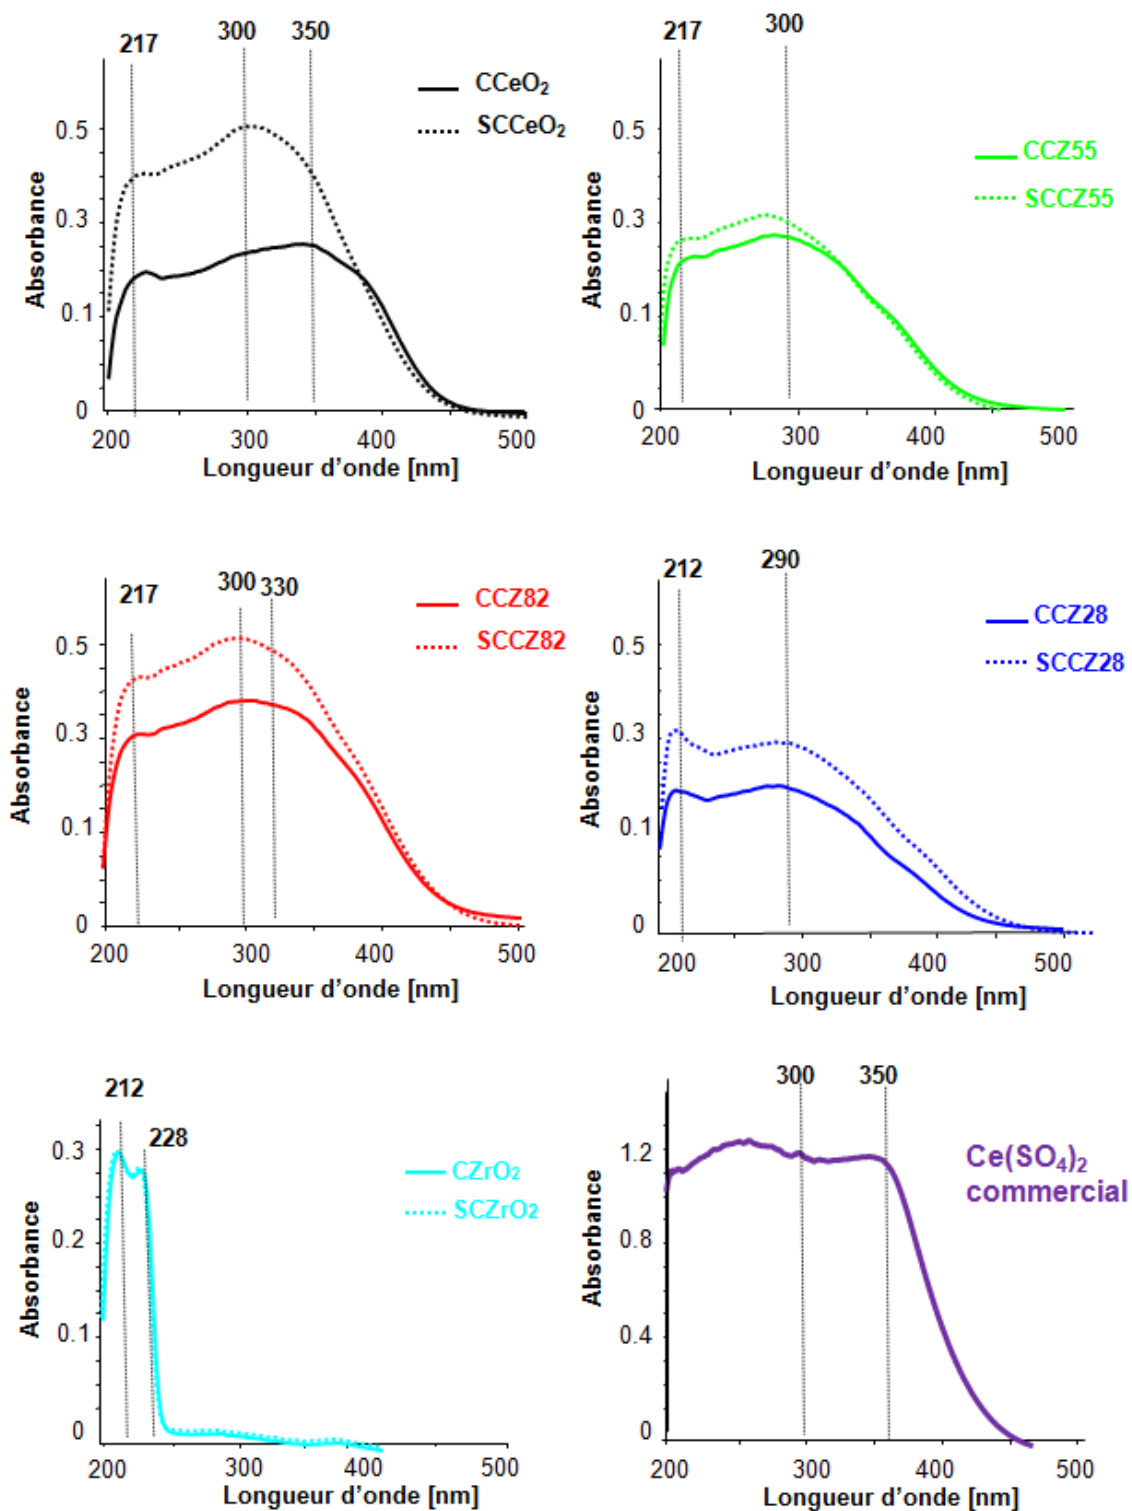 217
300
350
CCeO₂
SCCeO₂
0.5
0.3
0.1
0
Absorbance
200
300
400
500
Longueur d'onde [nm]
217
300
CCZ55
SCCZ55
0.5
0.3
0.1
0
Absorbance
200
300
400
500
Longueur d'onde [nm]
217
300
330
CCZ82
SCCZ82
0.5
0.3
0.1
0
Absorbance
200
300
400
500
Longueur d'onde [nm]
212
290
CCZ28
SCCZ28
0.5
0.3
0.1
0
Absorbance
200
300
400
500
Longueur d'onde [nm]
212
228
CZrO₂
SCZrO₂
0.3
0.2
0.1
0
Absorbance
200
300
400
500
Longueur d'onde [nm]
300
350
Ce(SO₄)₂
commercial
1.2
0.8
0.4
0
Absorbance
200
300
400
500
Longueur d'onde [nm]